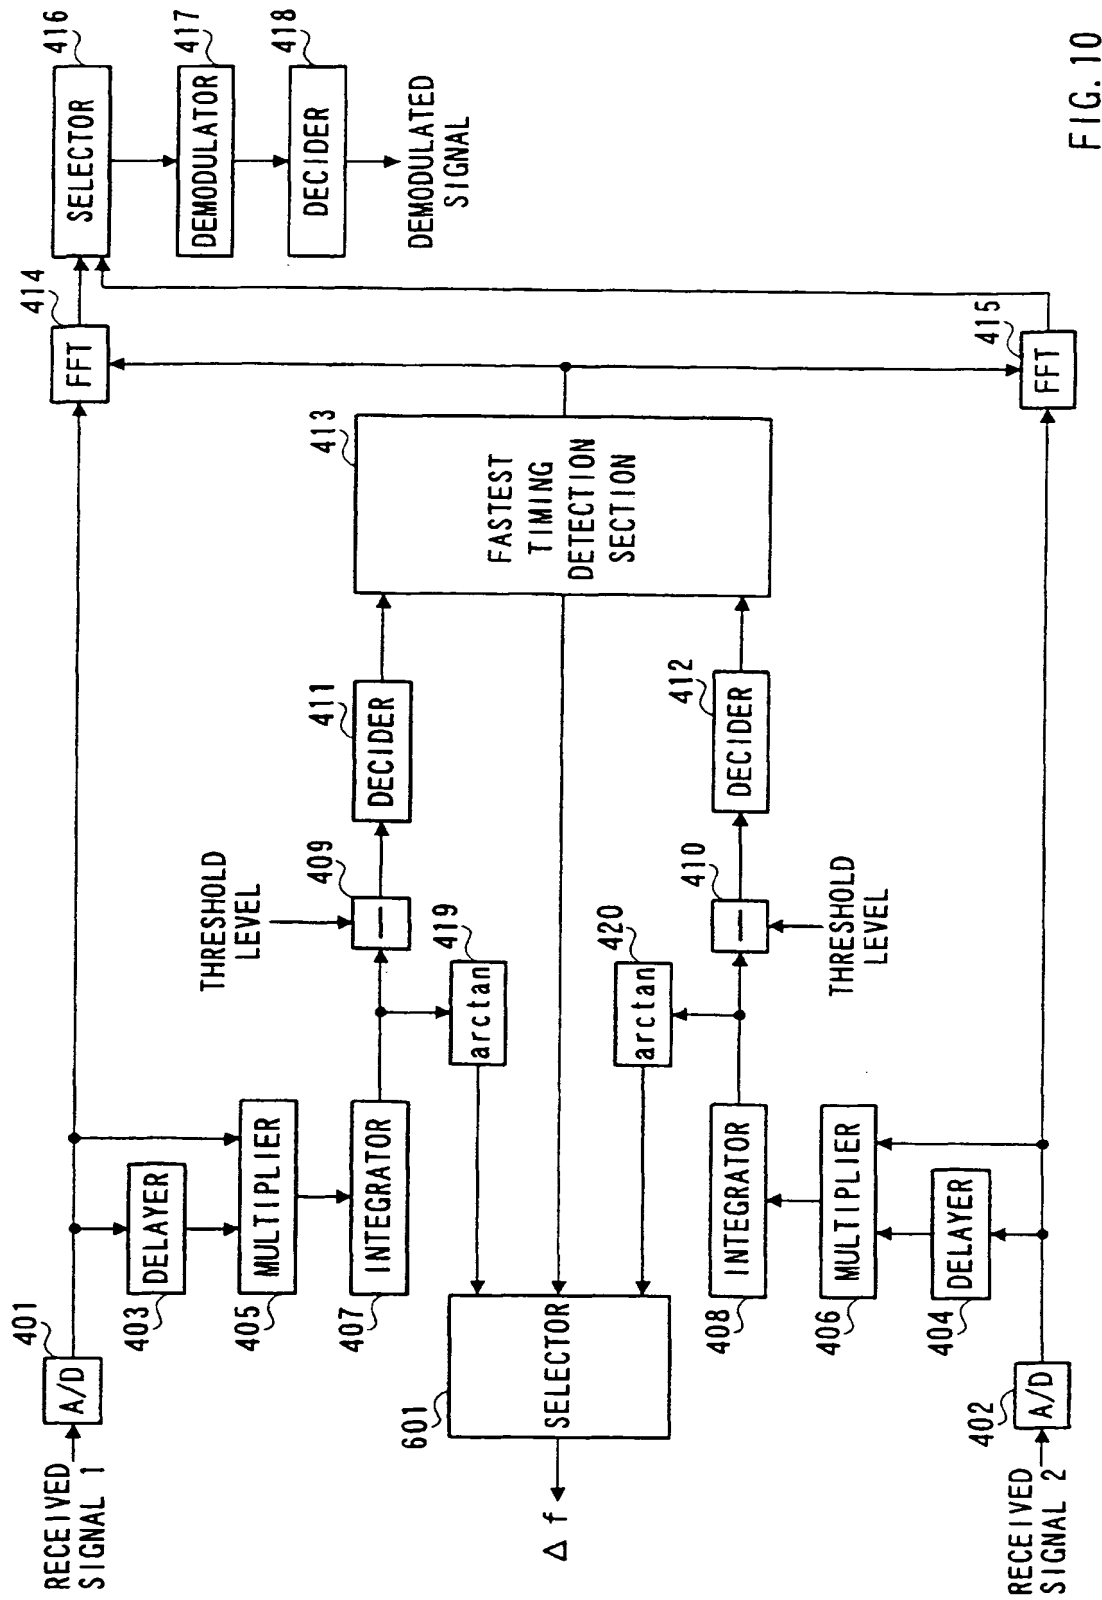 RECEIVED
SIGNAL 1
A/D
401
DELAYER
403
MULTIPLIER
405
INTEGRATOR
407
THRESHOLD
LEVEL
409
—
DECIDER
411
arctan
419
FASTEST
TIMING
DETECTION
SECTION
413
FFT
414
SELECTOR
416
DEMODULATOR
417
DECIDER
418
DEMODULATED
SIGNAL
SELECTOR
601
Δf
arctan
420
410
—
THRESHOLD
LEVEL
DECIDER
412
INTEGRATOR
408
MULTIPLIER
406
DELAYER
404
RECEIVED
SIGNAL 2
A/D
402
FFT
415
FIG. 10